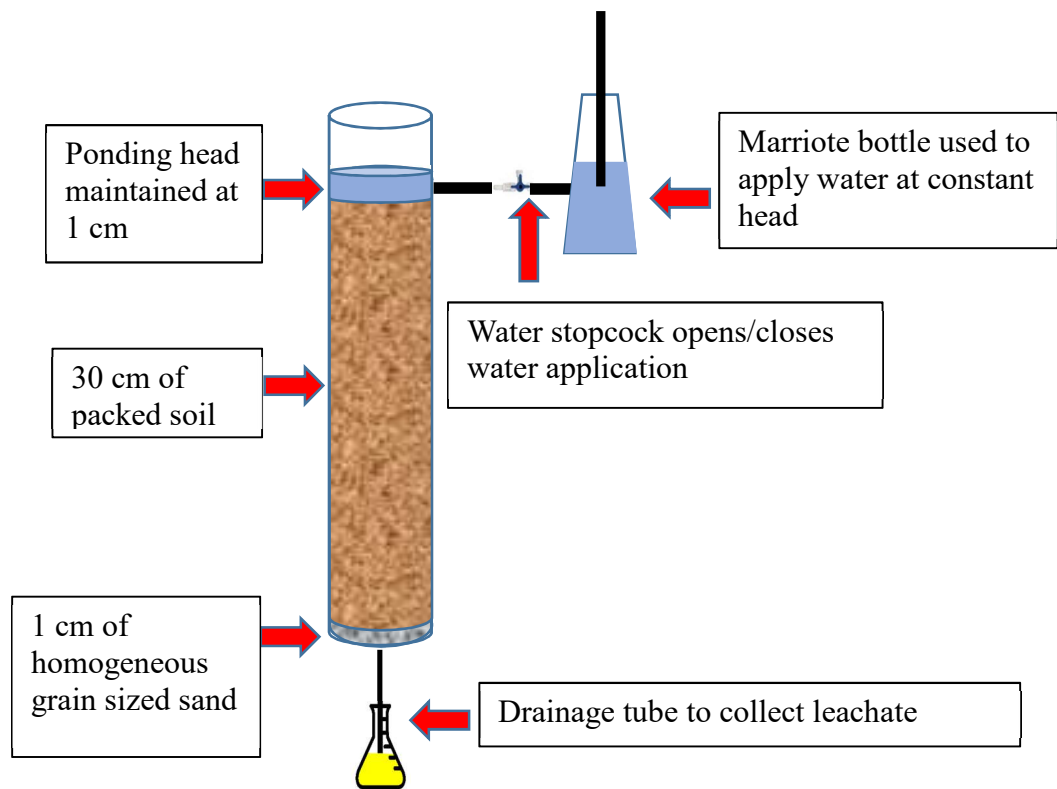 Ponding head
maintained at
1 cm
Marriote bottle used to
apply water at constant
head
Water stopcock opens/closes
water application
30 cm of
packed soil
1 cm of
homogeneous
grain sized sand
Drainage tube to collect leachate